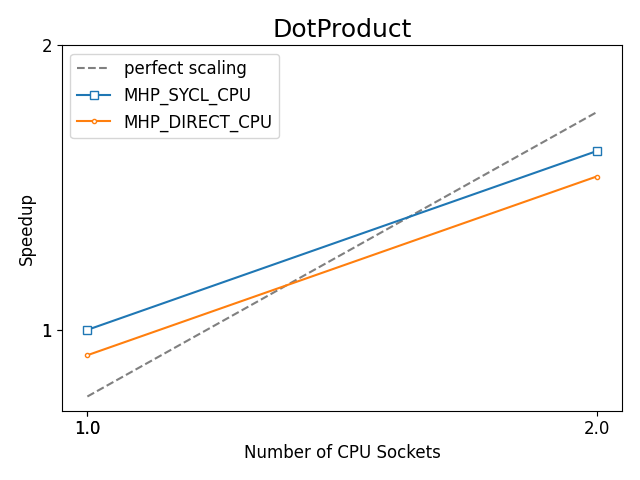 DotProduct
2
perfect scaling
MHP_SYCL_CPU
MHP_DIRECT_CPU
Speedup
1
1.0
2.0
Number of CPU Sockets